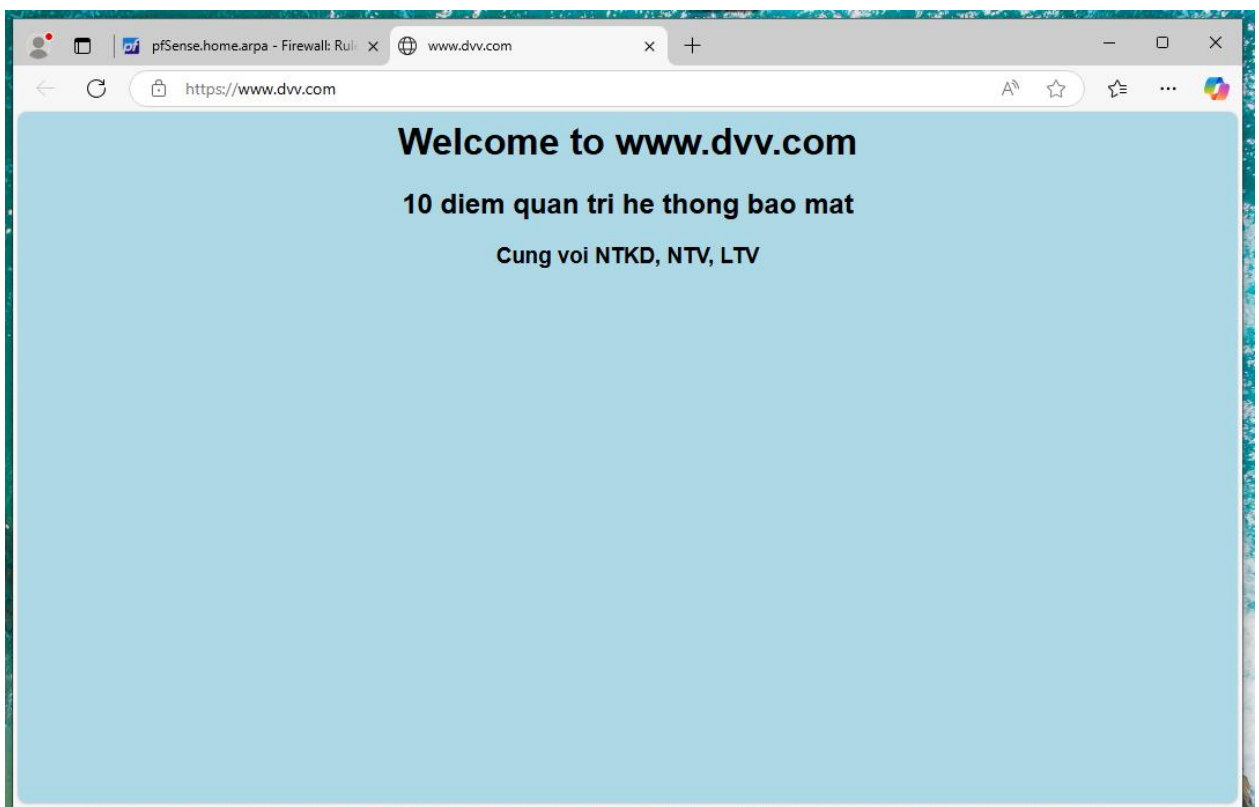 pf pfSense.home.arpa - Firewall: Rul www.dvv.com
https://www.dvv.com
Welcome to www.dvv.com
10 diem quan tri he thong bao mat
Cung voi NTKD, NTV, LTV